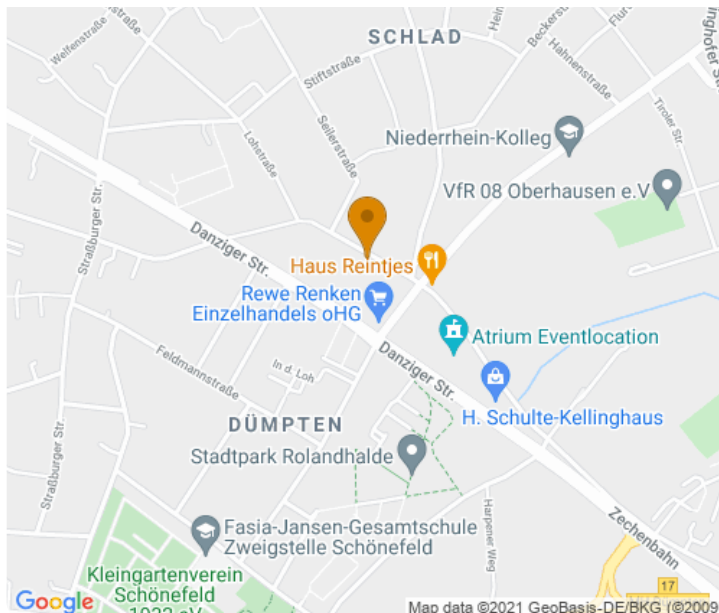 SCHLAD
Welfenstraße
Stiftstraße
Beckerstr.
Hahnenstraße
Tiroler Str.
Lohstraße
Seilerstraße
Niederrhein-Kolleg
VfR 08 Oberhausen e.V
Straßburger Str.
Danziger Str.
Haus Reintjes
Rewe Renken
Einzelhandels oHG
Atrium Eventlocation
Feldmannstraße
In d. Loh
Danziger Str.
H. Schulte-Kellinghaus
DÜMPTEN
Stadtpark Rolandhalde
Straßburger Str.
Harpener Weg
Zechenbahn
Fasia-Jansen-Gesamtschule
Zweigstelle Schönefeld
Kleingartenverein
Schönefeld
17
Google
Map data ©2021 GeoBasis-DE/BKG (©2009